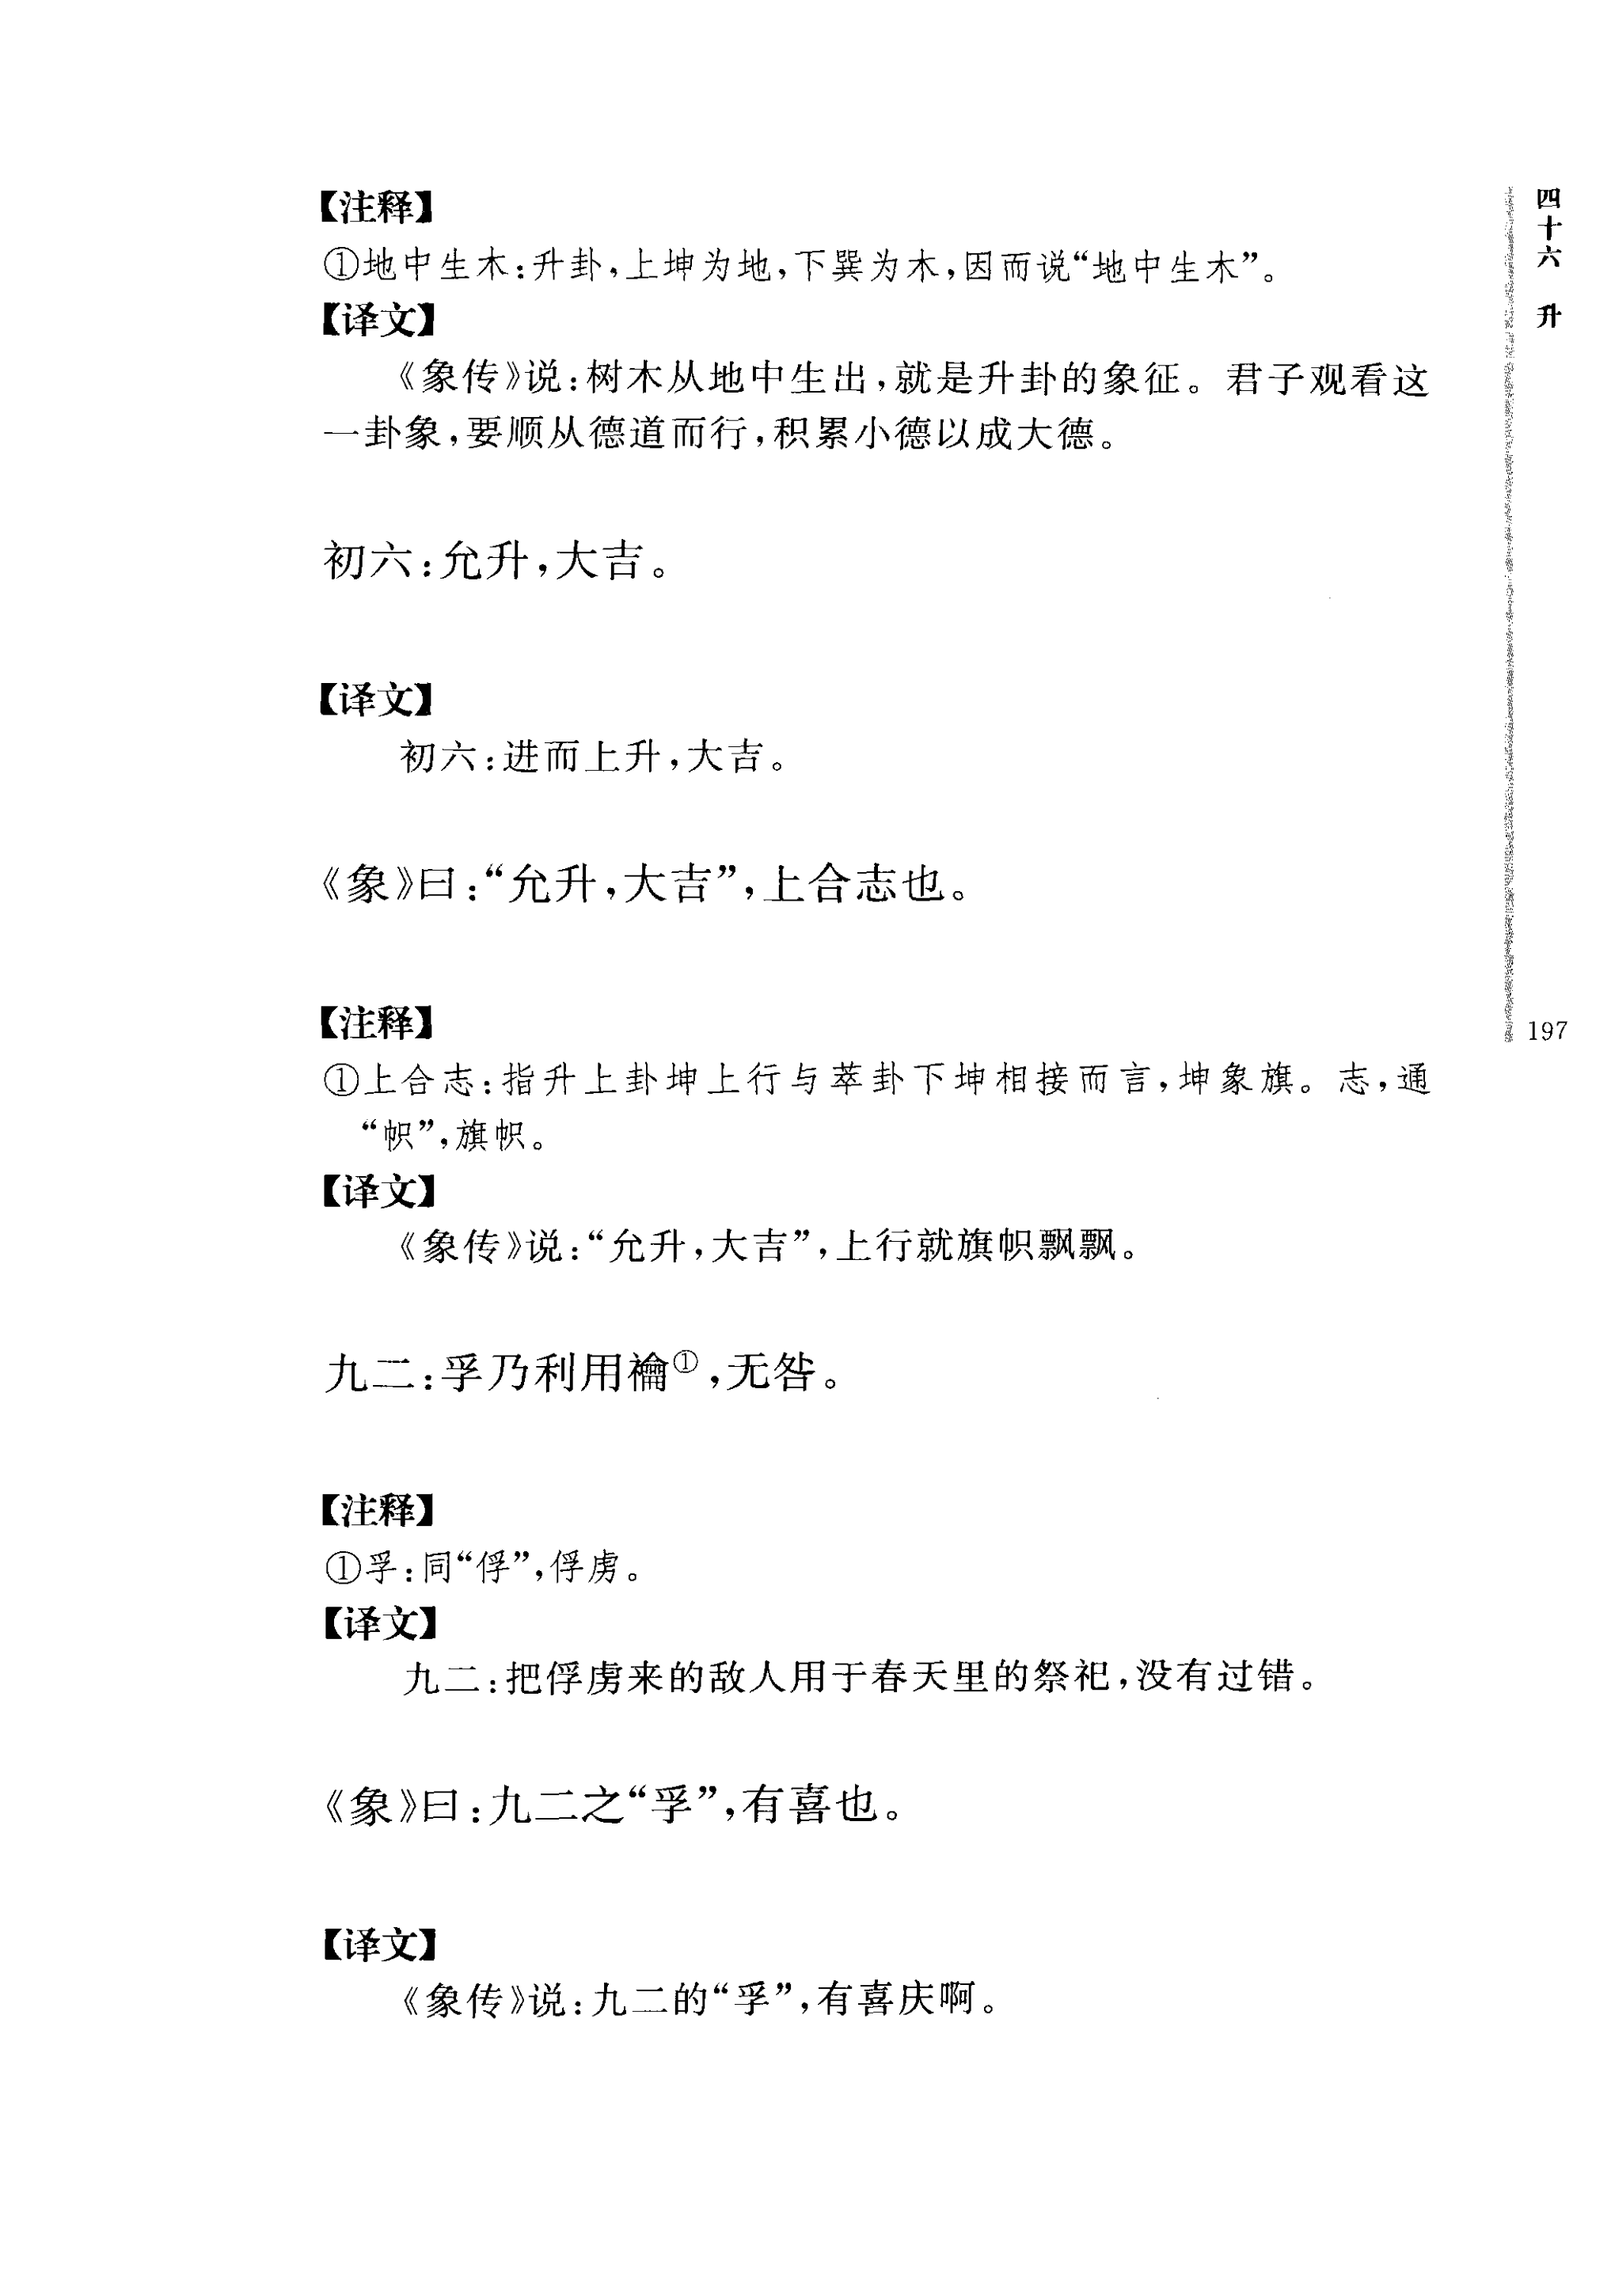 【注释】
①地中生木：升卦，上坤为地，下巽为木，因而说“地中生木”。
【译文】
《象传》说：树木从地中生出，就是升卦的象征。君子观看这
一卦象，要顺从德道而行，积累小德以成大德。
初六：允升，大吉。
【译文】
初六：进而上升，大吉。
《象》曰：“允升，大吉”，上合志也。
【注释】
①上合志：指升上卦坤上行与萃卦下坤相接而言，坤象旗。志，通
“帜”，旗帜。
【译文】
《象传》说：“允升，大吉”，上行就旗帜飘飘。
九二：孚乃利用禴①，无咎。
【注释】
①孚：同“俘”，俘虏。
【译文】
九二：把俘虏来的敌人用于春天里的祭祀，没有过错。
《象》曰：九二之“孚”，有喜也。
【译文】
《象传》说：九二的“孚”，有喜庆啊。
四十六 升
197